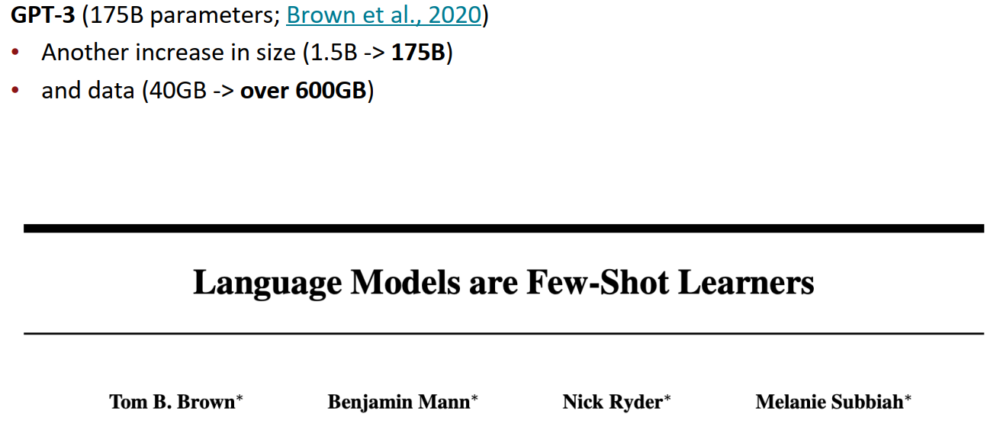 GPT-3 (175B parameters; Brown et al., 2020)
• Another increase in size (1.5B -> 175B)
• and data (40GB -> over 600GB)
Language Models are Few-Shot Learners
Tom B. Brown* Benjamin Mann* Nick Ryder* Melanie Subbiah*